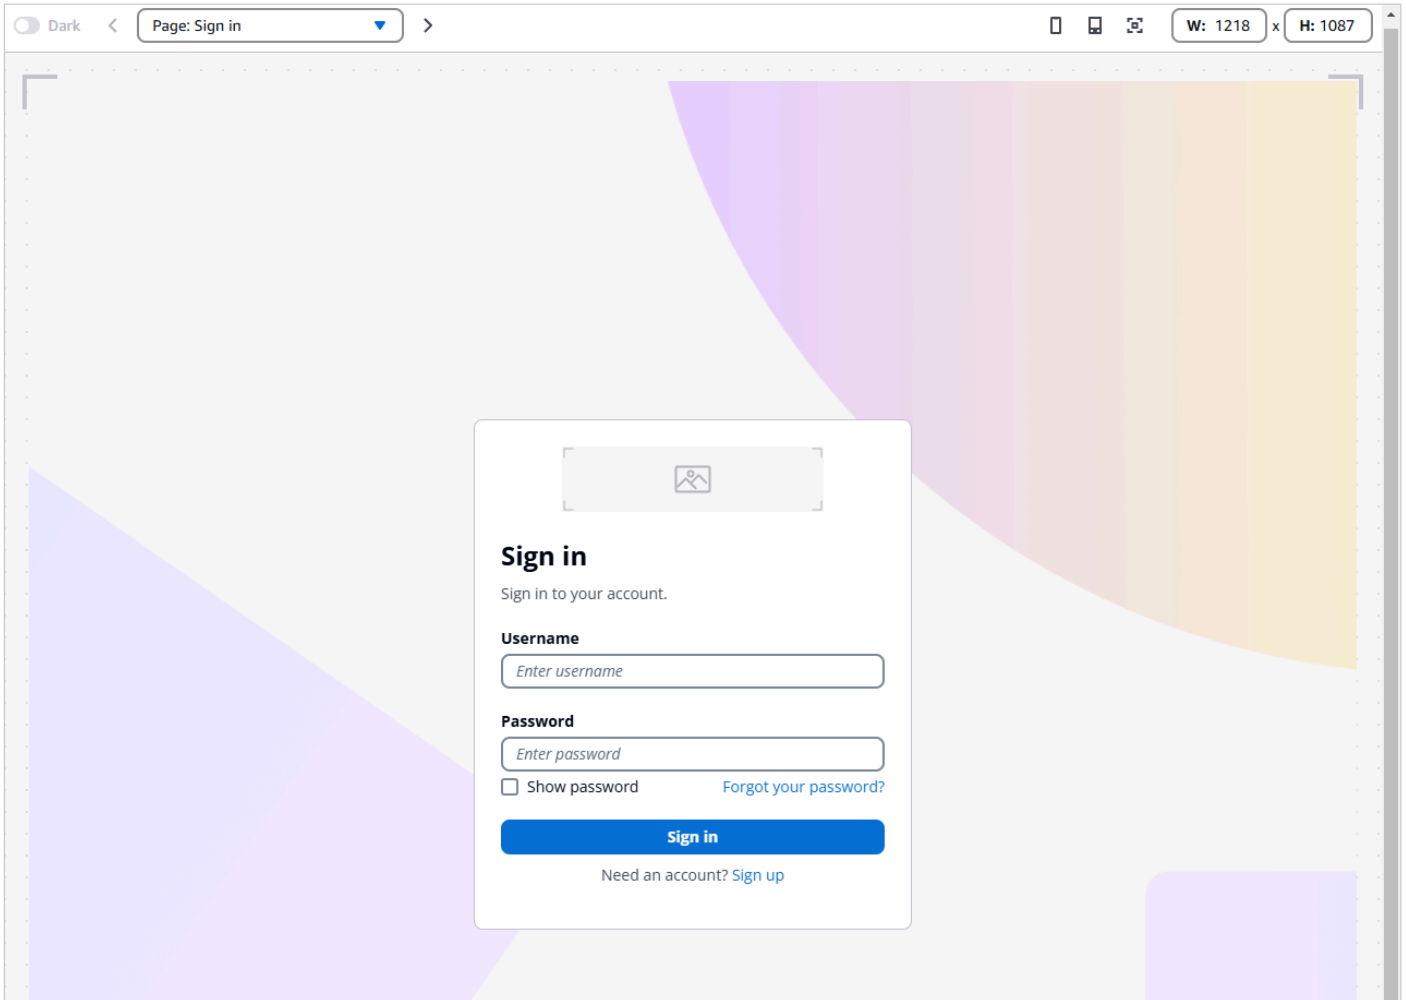 Dark
Page: Sign in
W: 1218 x H: 1087
Sign in
Sign in to your account.
Username
Enter username
Password
Enter password
Show password
Forgot your password?
Sign in
Need an account? Sign up